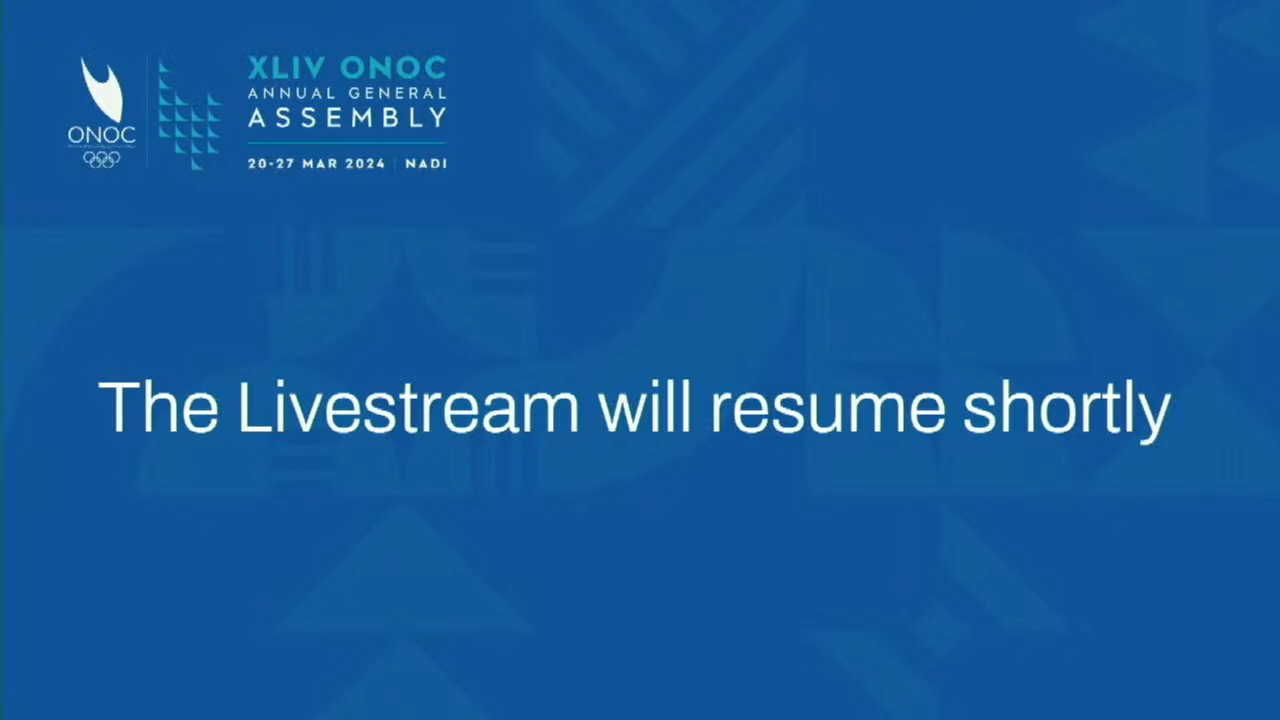 XLIV ONOC
ANNUAL GENERAL
ASSEMBLY
ONOC
20-27 MAR 2024 | NADI
The Livestream will resume shortly